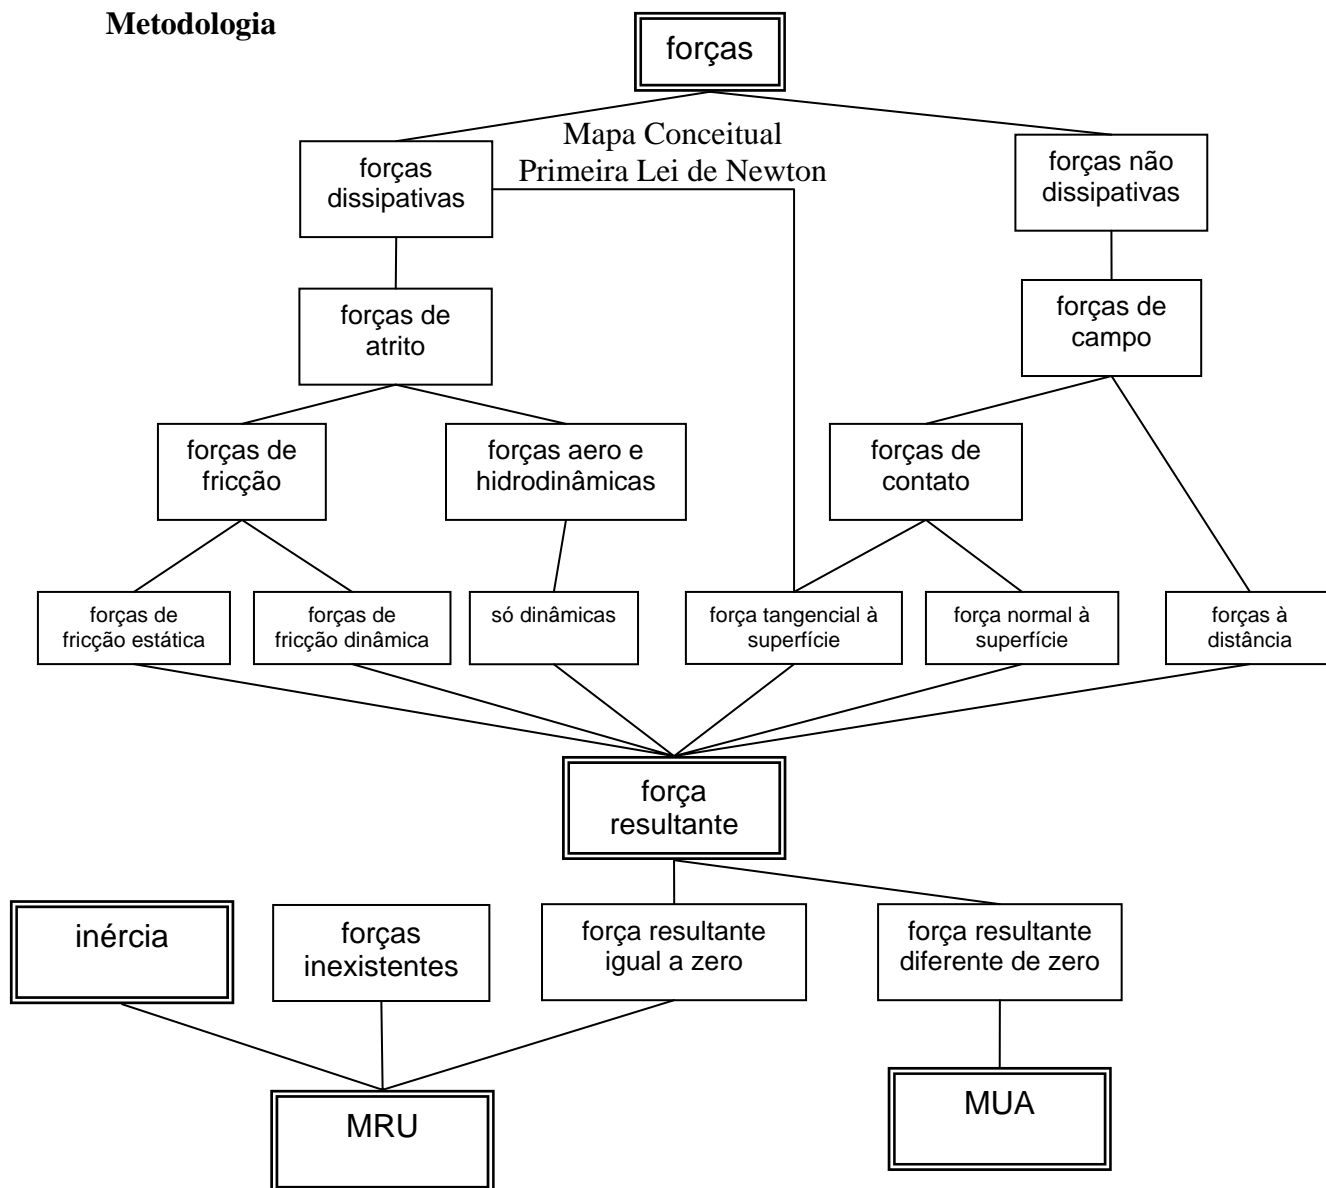 Metodologia
forças
Mapa Conceitual
Primeira Lei de Newton
forças
dissipativas
forças não
dissipativas
forças de
atrito
forças de
campo
forças de
fricção
forças aero e
hidrodinâmicas
forças de
contato
forças de
fricção estática
forças de
fricção dinâmica
só dinâmicas
força tangencial à
superfície
força normal à
superfície
forças à
distância
força
resultante
inércia
forças
inexistentes
força resultante
igual a zero
força resultante
diferente de zero
MRU
MUA